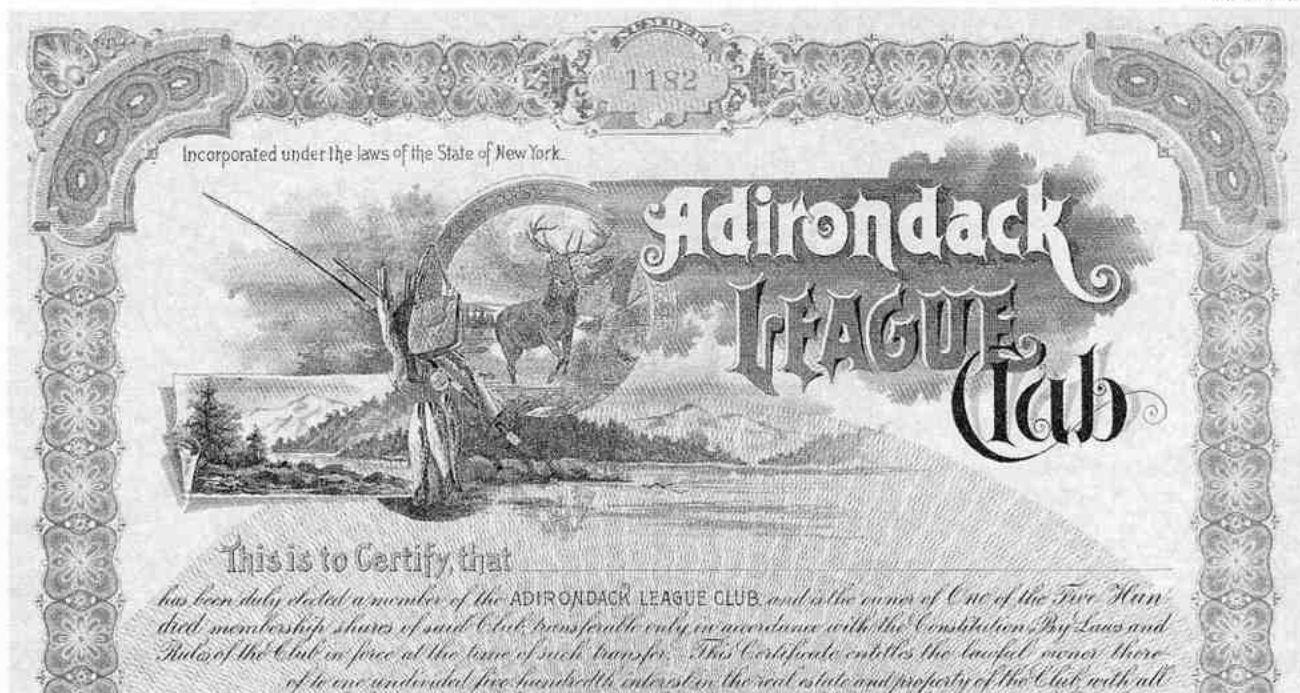 NUMBER
1182
Incorporated under the laws of the State of New York.
Adirondack
LEAGUE
Club
This is to Certify, that
has been duly elected a member of the ADIRONDACK LEAGUE CLUB and is the owner of One of the Five Hun-
dred membership shares of said Club, transferable only in accordance with the Constitution, By-Laws and
Rules of the Club in force at the time of such transfer. This Certificate entitles the lawful owner there-
of to one undivided five hundredth interest in the real estate and property of the Club, with all